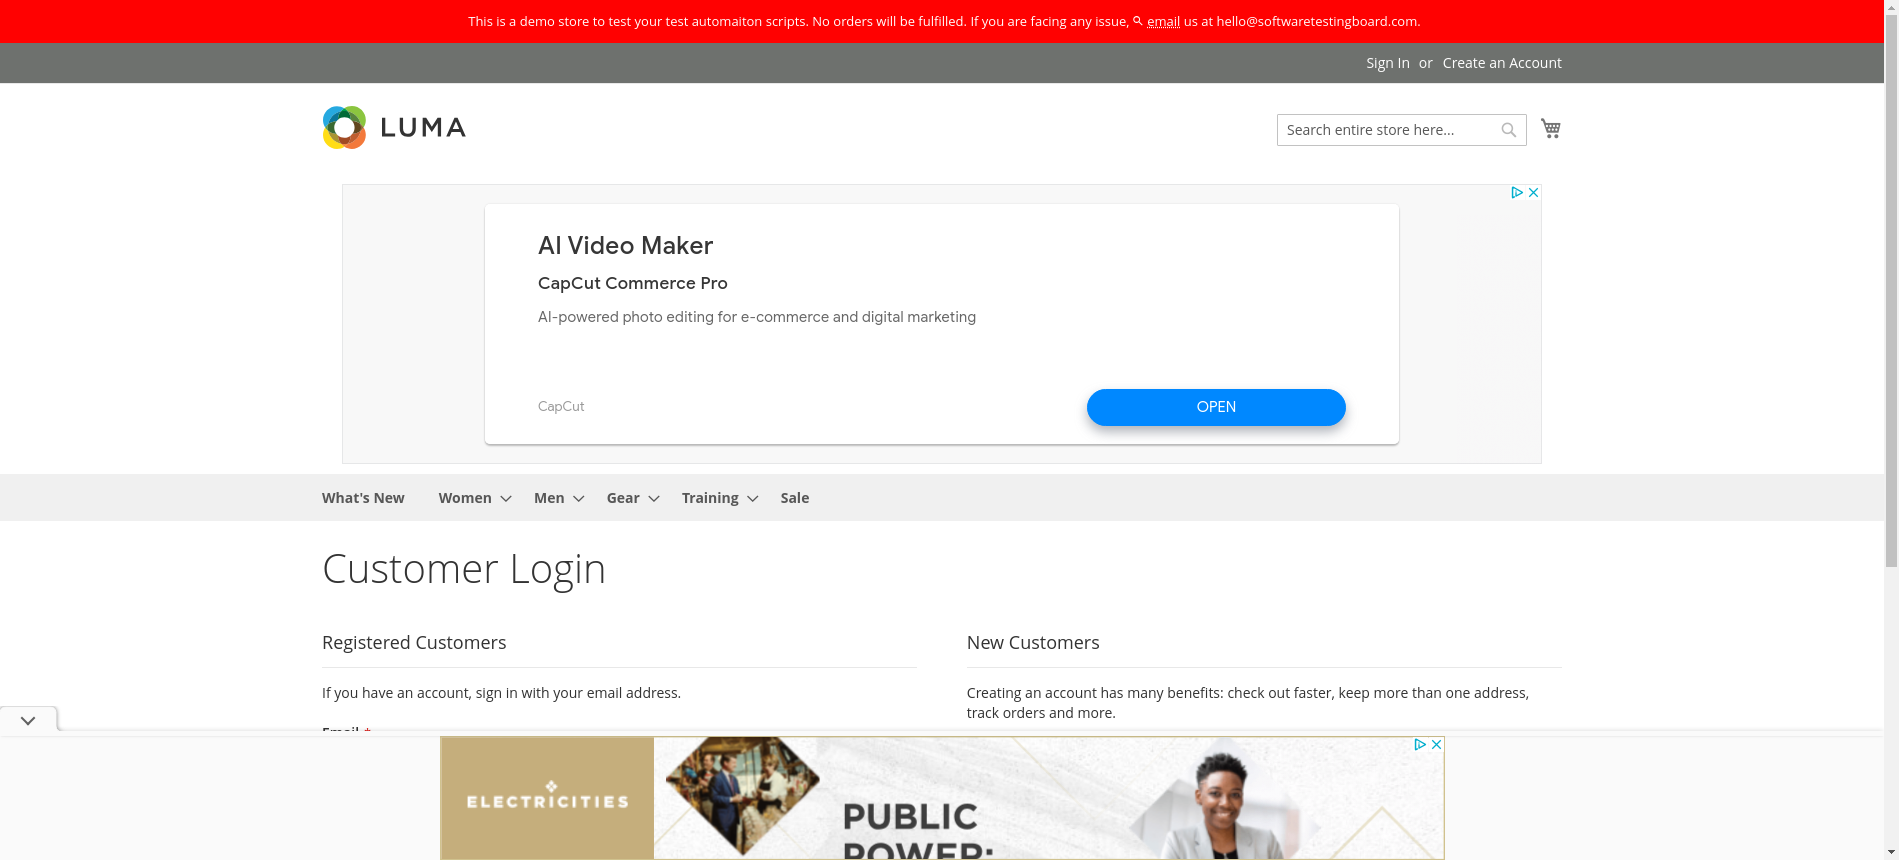 This is a demo store to test your test automaiton scripts. No orders will be fulfilled. If you are facing any issue, email us at hello@softwaretestingboard.com.
Sign In or Create an Account
LUMA
Search entire store here...
AI Video Maker
CapCut Commerce Pro
AI-powered photo editing for e-commerce and digital marketing
CapCut
OPEN
What's New Women Men Gear Training Sale
Customer Login
Registered Customers
If you have an account, sign in with your email address.
Email *
New Customers
Creating an account has many benefits: check out faster, keep more than one address,
track orders and more.
ELECTRICITIES
PUBLIC
POWER: